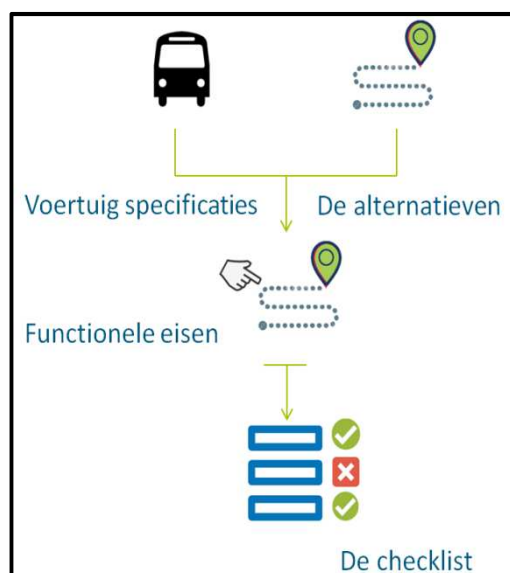 Voertuig specificaties
De alternatieven
Functionele eisen
De checklist